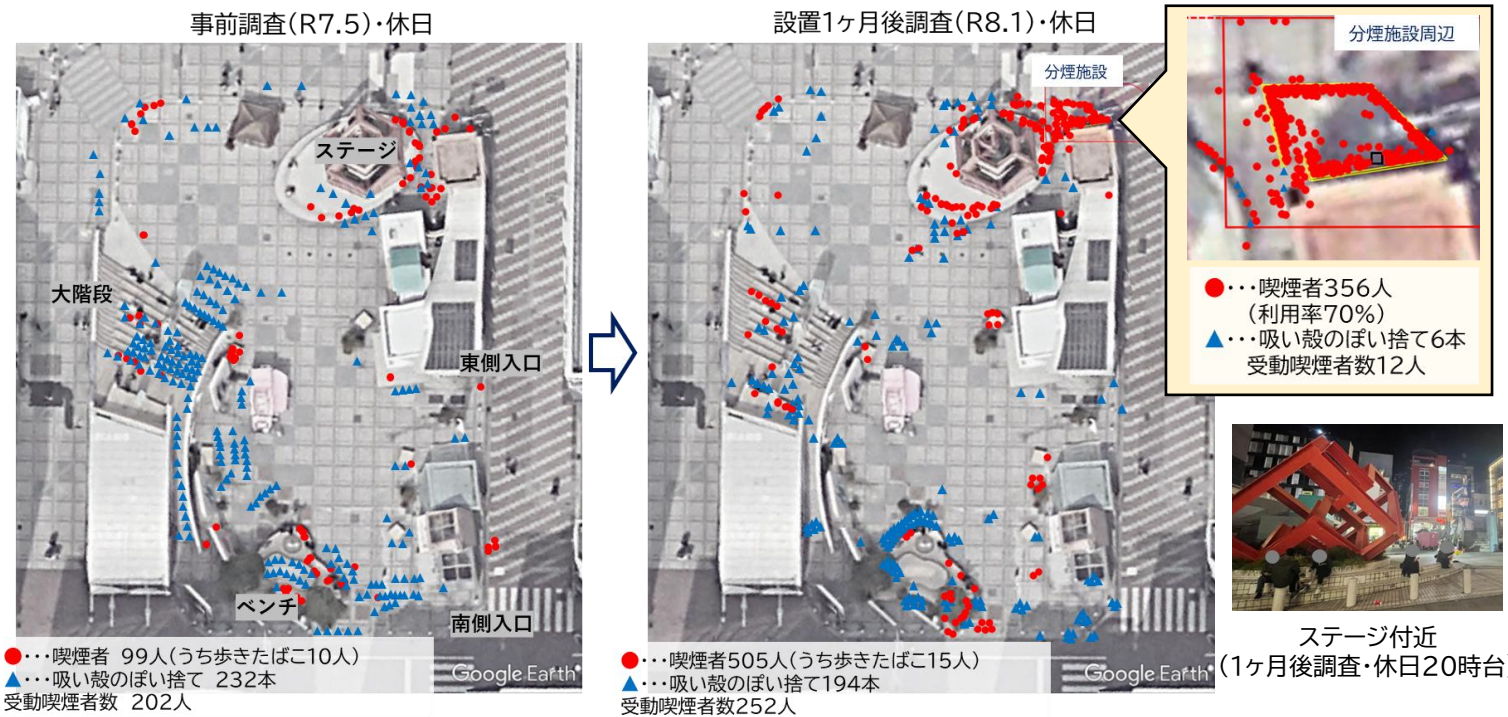 事前調査(R7.5)・休日
設置1ヶ月後調査(R8.1)・休日
分煙施設周辺
分煙施設
ステージ
大階段
東側入口
ベンチ
南側入口
●・・・喫煙者356人
(利用率70%)
▲・・・吸い殻のぽい捨て6本
受動喫煙者数12人
●・・・喫煙者 99人(うち歩きたばこ10人)
▲・・・吸い殻のぽい捨て 232本
受動喫煙者数 202人
Google Earth
●・・・喫煙者505人(うち歩きたばこ15人)
▲・・・吸い殻のぽい捨て194本
受動喫煙者数252人
Google Earth
ステージ付近
(1ヶ月後調査・休日20時台)